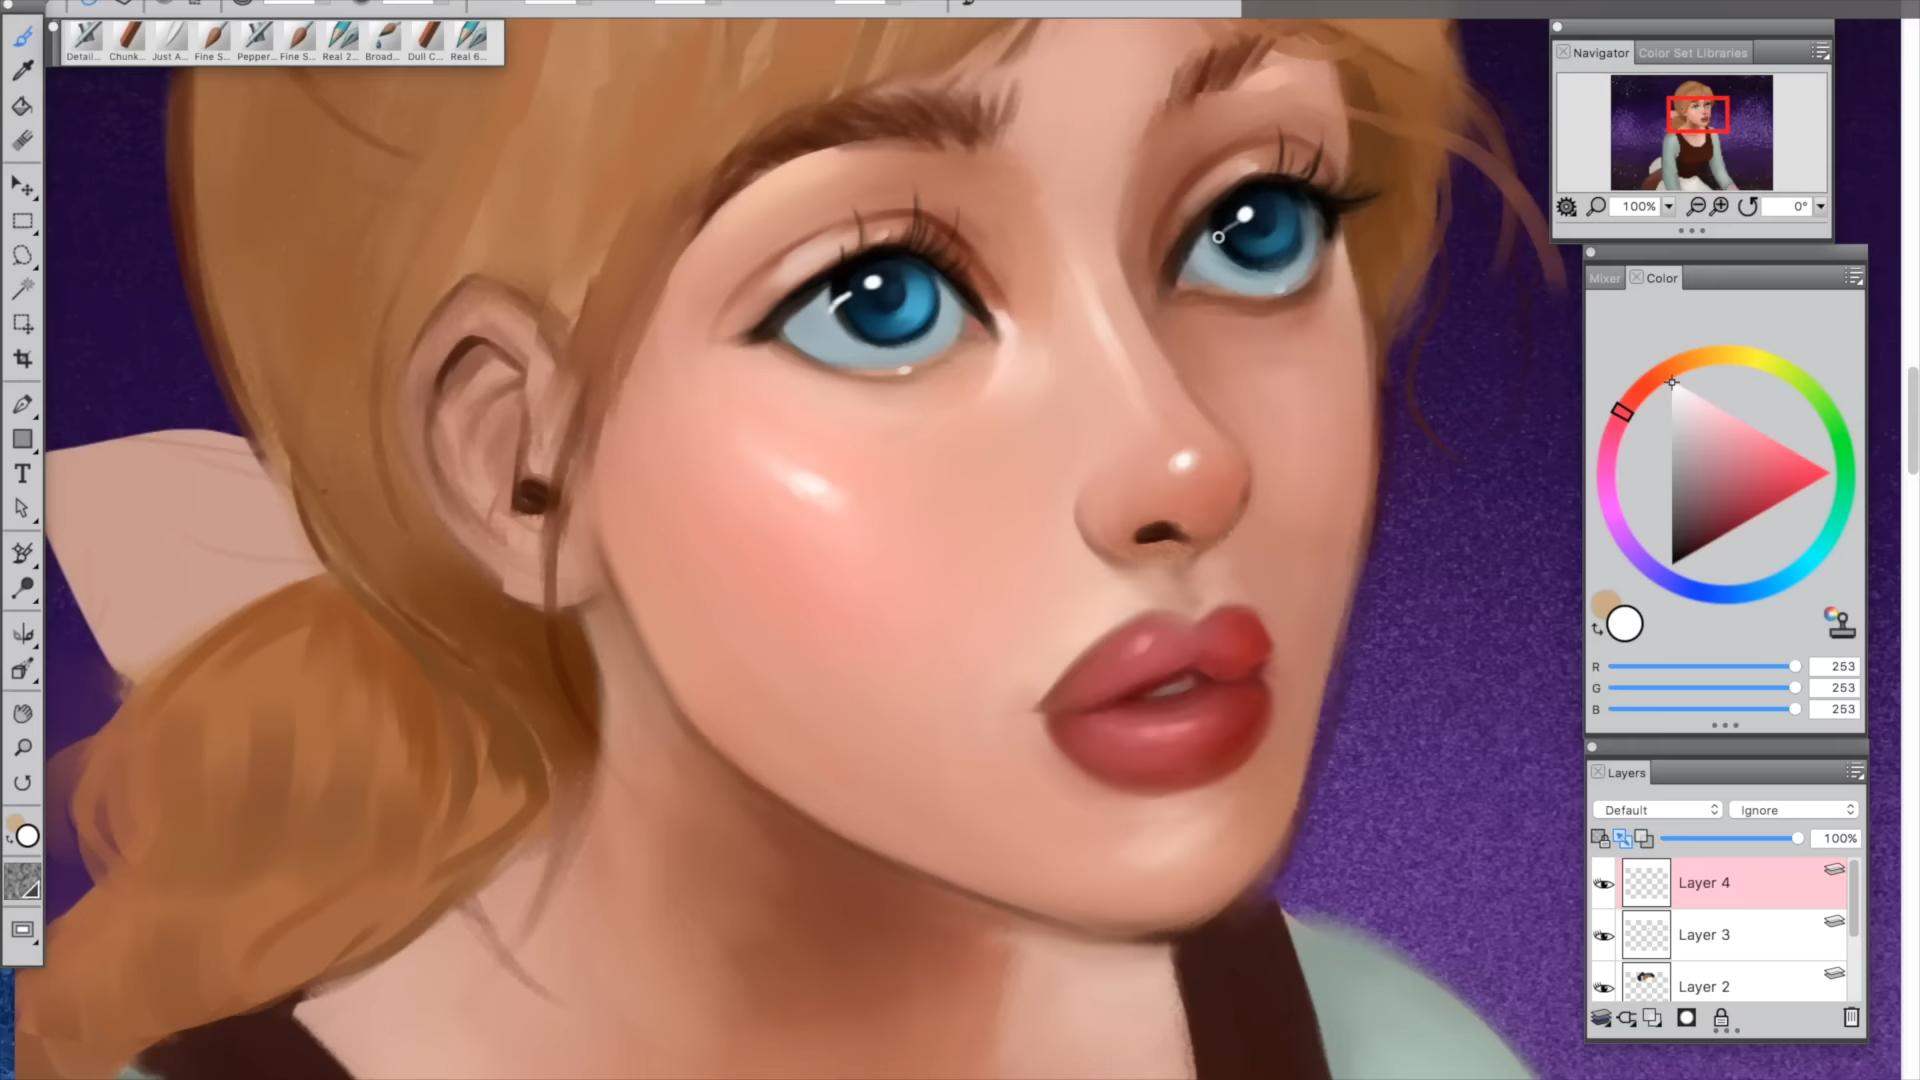 Detail... Chunk... Just A... Fine S... Pepper... Fine S... Real 2... Broad... Dull C... Real 6...
T
Navigator Color Set Libraries
100% 0°
Mixer Color
R 253
G 253
B 253
Layers
Default Ignore
100%
Layer 4
Layer 3
Layer 2